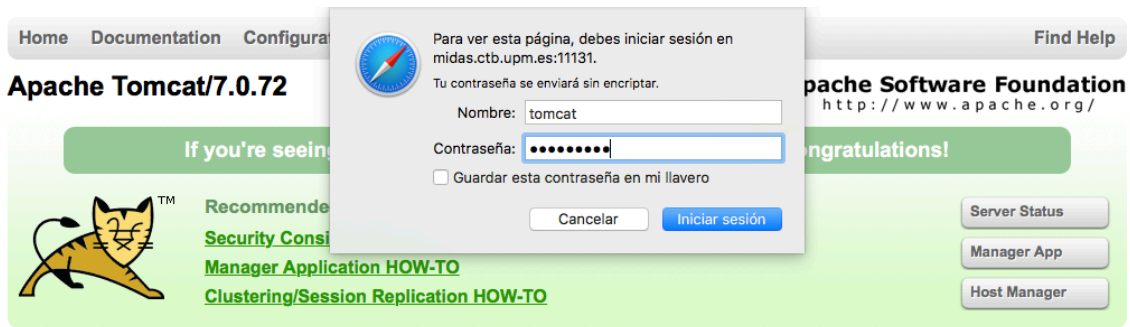 Home Documentation Configurat
Find Help
Para ver esta página, debes iniciar sesión en
midas.ctb.upm.es:11131.
Tu contraseña se enviará sin encriptar.
Nombre: tomcat
Contraseña: •••••••••
Guardar esta contraseña en mi llavero
Cancelar Iniciar sesión
Apache Tomcat/7.0.72
pache Software Foundation
http://www.apache.org/
If you're seeing
ngratulations!
TM
Recommende
Security Consi
Manager Application HOW-TO
Clustering/Session Replication HOW-TO
Server Status
Manager App
Host Manager